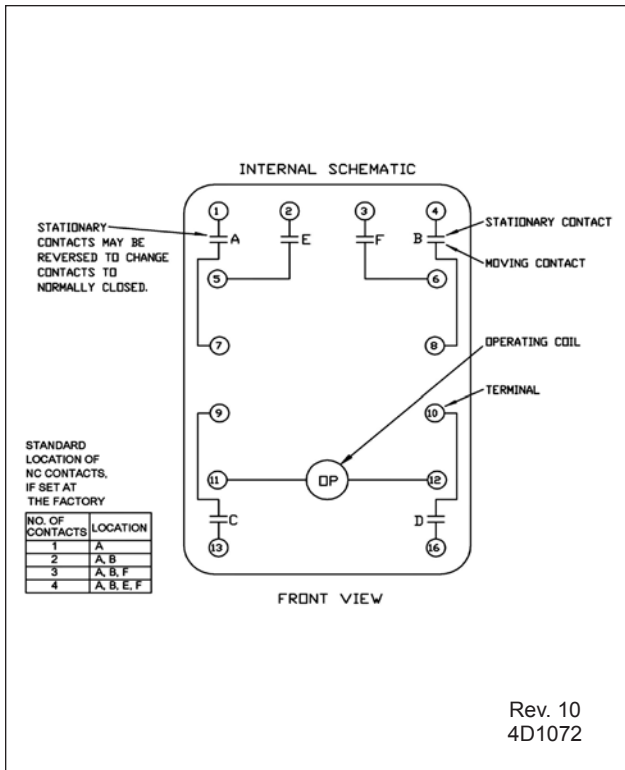 INTERNAL SCHEMATIC
1
2
3
4
A
E
F
B
STATIONARY
CONTACTS MAY BE
REVERSED TO CHANGE
CONTACTS TO
NORMALLY CLOSED.
STATIONARY CONTACT
MOVING CONTACT
5
6
7
8
OPERATING COIL
9
10
TERMINAL
11
OP
12
C
D
13
16
STANDARD
LOCATION OF
NC CONTACTS,
IF SET AT
THE FACTORY
NO. OF
CONTACTS LOCATION
1 A
2 A, B
3 A, B, F
4 A, B, E, F
FRONT VIEW
Rev. 10
4D1072